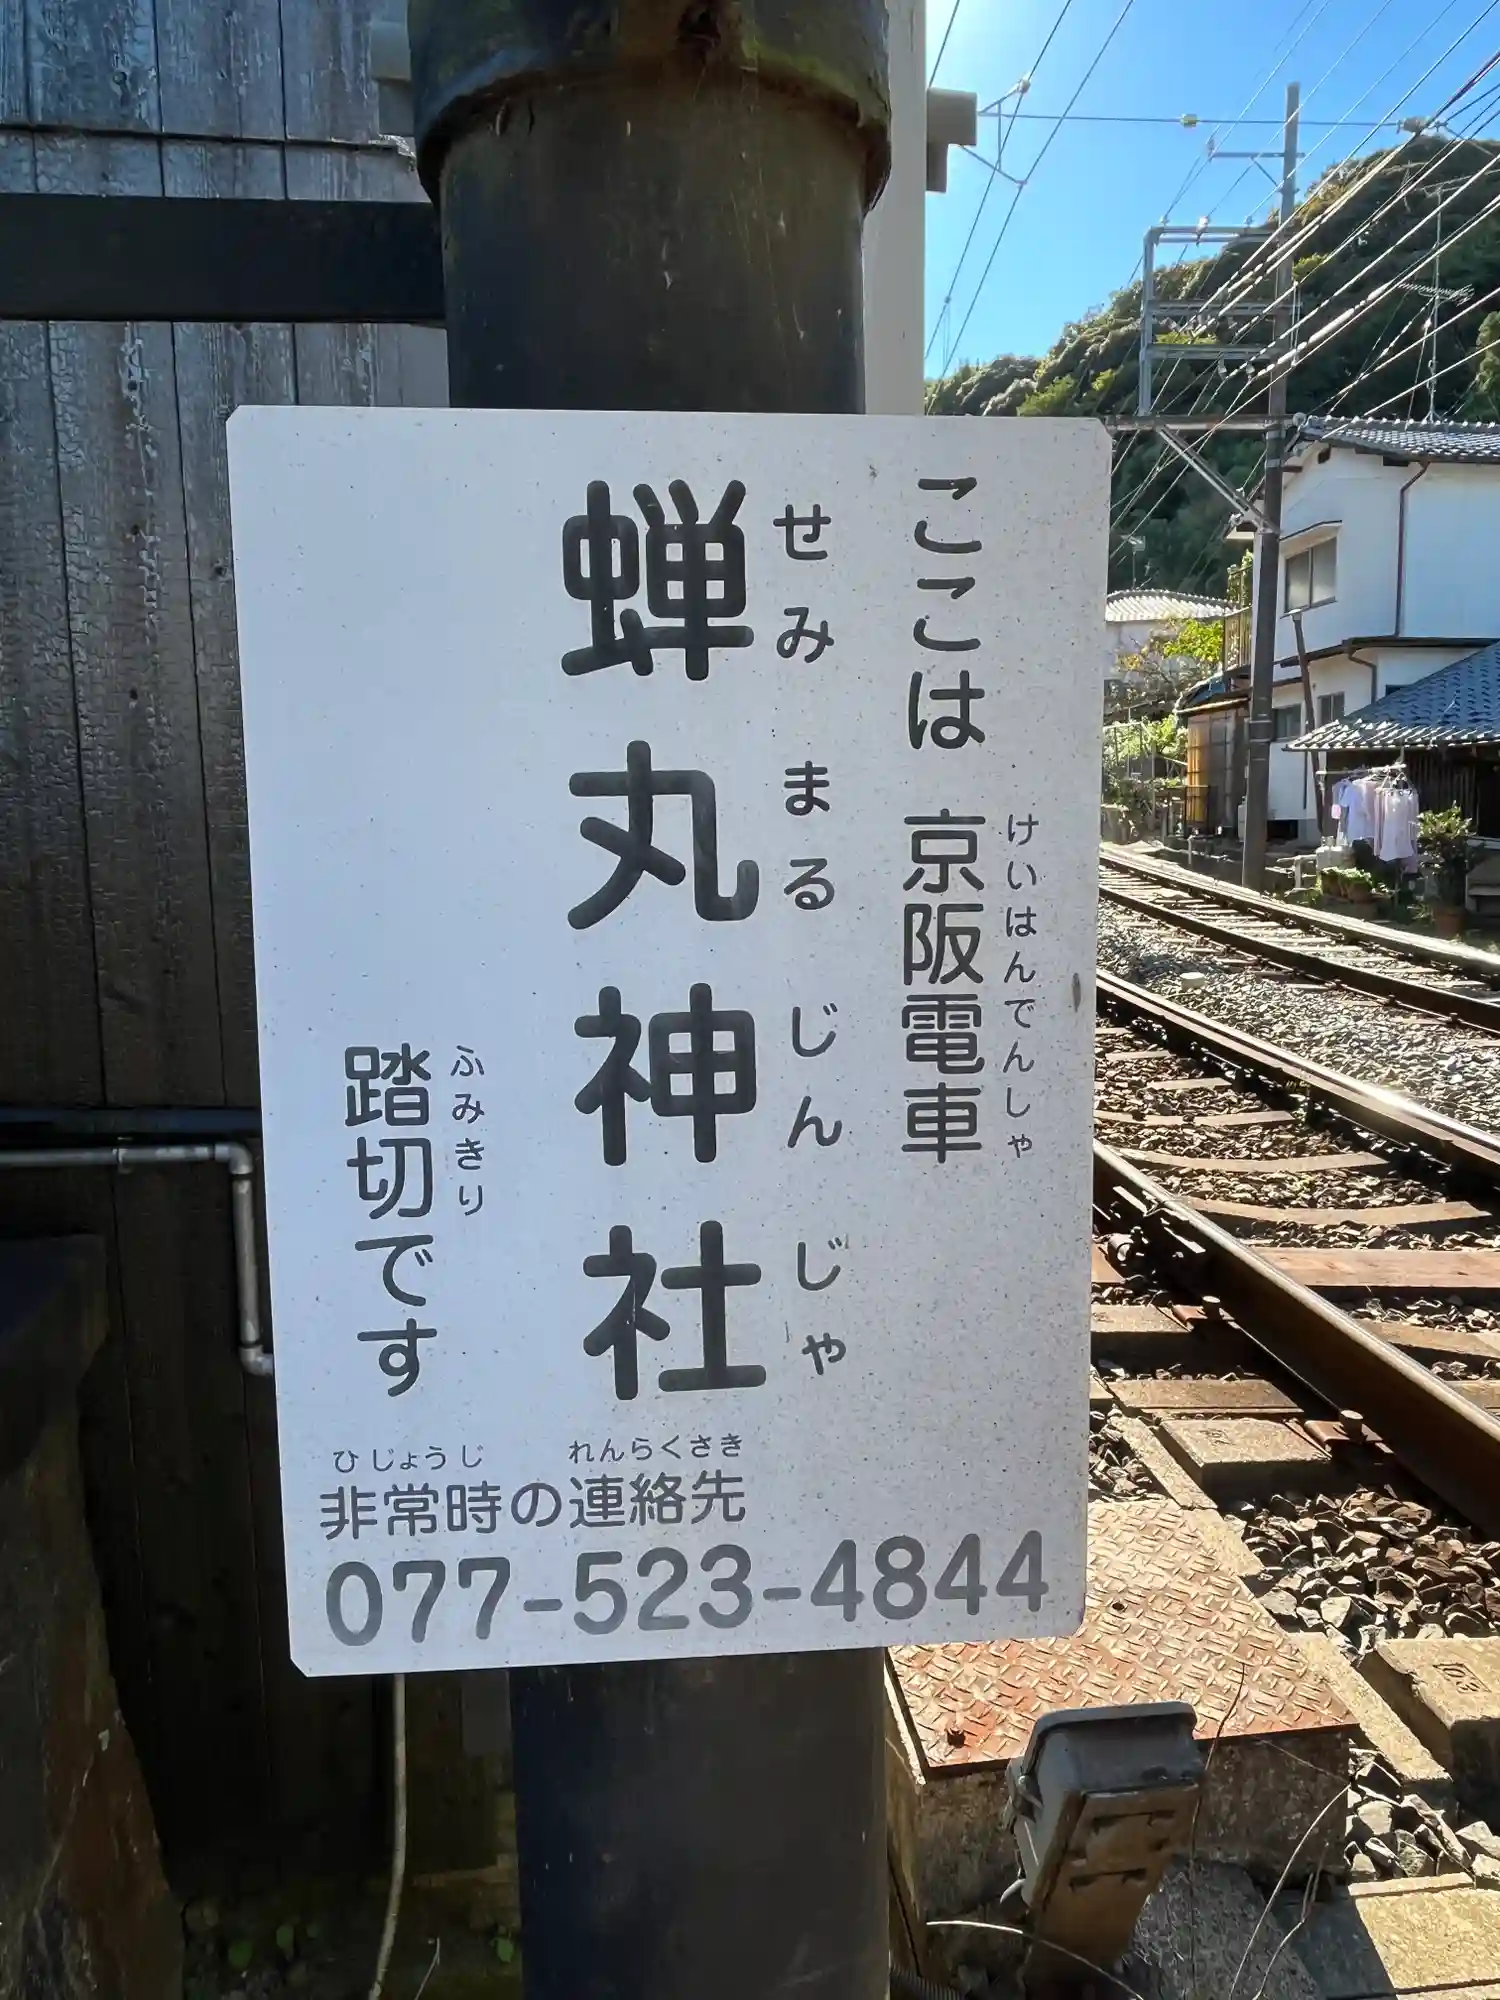 ここは 京阪電車
けいはんでんしゃ
蝉丸神社
せみ まる じん じゃ
踏切です
ふみきり
ひじょうじ れんらくさき
非常時の連絡先
077-523-4844